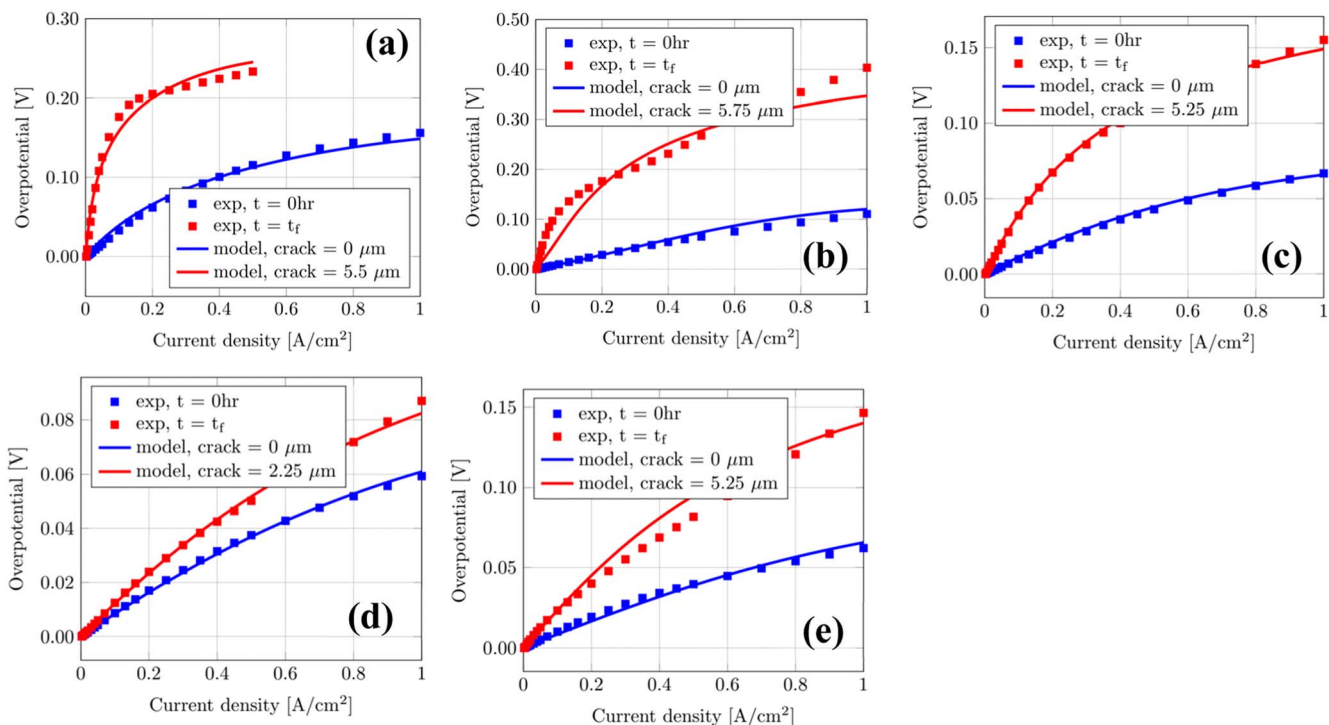 (a)
0.30
0.20
0.10
0.00
Overpotential [V]
exp, t = 0hr
exp, t = t_f
model, crack = 0 μm
model, crack = 5.5 μm
0 0.2 0.4 0.6 0.8 1
Current density [A/cm²]
(b)
0.50
0.40
0.30
0.20
0.10
0.00
Overpotential [V]
exp, t = 0hr
exp, t = t_f
model, crack = 0 μm
model, crack = 5.75 μm
0 0.2 0.4 0.6 0.8 1
Current density [A/cm²]
(c)
0.15
0.10
0.05
0.00
Overpotential [V]
exp, t = 0hr
exp, t = t_f
model, crack = 0 μm
model, crack = 5.25 μm
0 0.2 0.4 0.6 0.8 1
Current density [A/cm²]
(d)
0.08
0.06
0.04
0.02
0.00
Overpotential [V]
exp, t = 0hr
exp, t = t_f
model, crack = 0 μm
model, crack = 2.25 μm
0 0.2 0.4 0.6 0.8 1
Current density [A/cm²]
(e)
0.15
0.10
0.05
0.00
Overpotential [V]
exp, t = 0hr
exp, t = t_f
model, crack = 0 μm
model, crack = 5.25 μm
0 0.2 0.4 0.6 0.8 1
Current density [A/cm²]